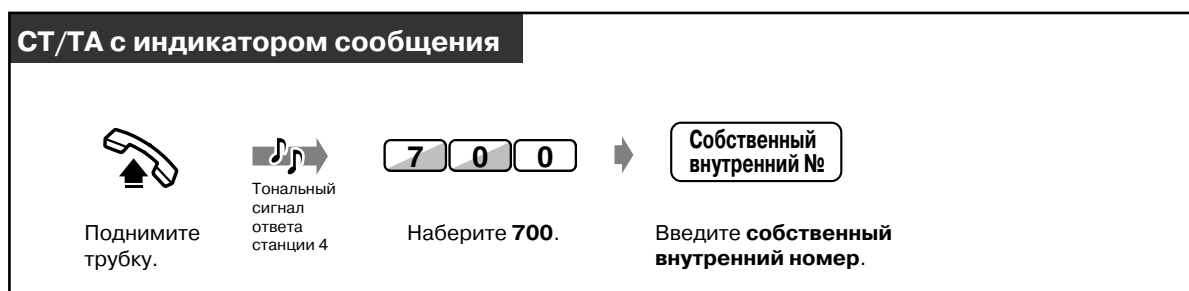 СТ/ТА с индикатором сообщения
7 0 0
Собственный
внутренний №
Тональный
сигнал
ответа
станции 4
Поднимите
трубку.
Наберите 700.
Введите собственный
внутренний номер.